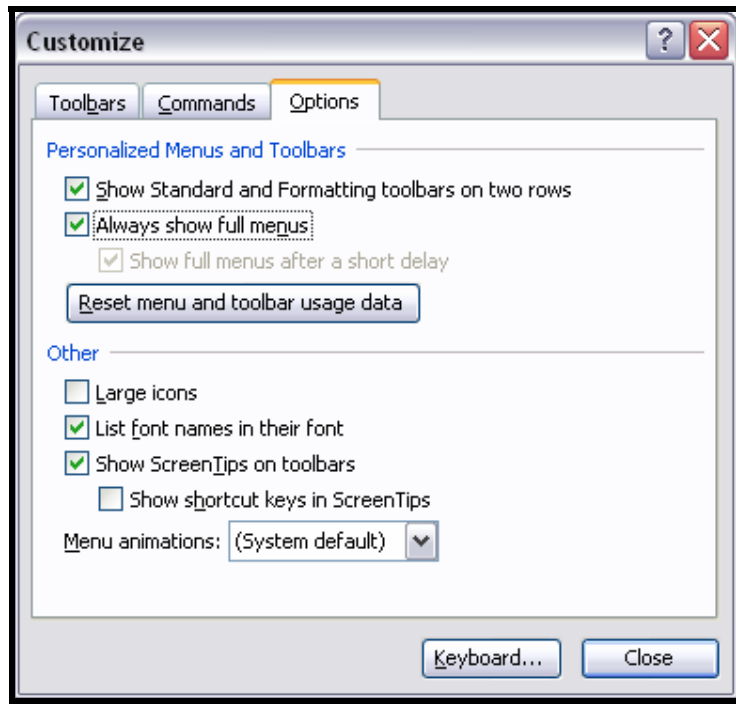 Customize
Toolbars Commands Options
Personalized Menus and Toolbars
Show Standard and Formatting toolbars on two rows
Always show full menus
Show full menus after a short delay
Reset menu and toolbar usage data
Other
Large icons
List font names in their font
Show ScreenTips on toolbars
Show shortcut keys in ScreenTips
Menu animations: (System default)
Keyboard... Close